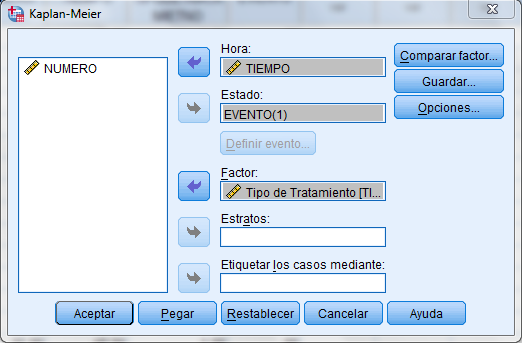 Kaplan-Meier
NUMERO
Hora:
TIEMPO
Estado:
EVENTO(1)
Definir evento...
Factor:
Tipo de Tratamiento [TI...
Estratos:
Etiquetar los casos mediante:
Comparar factor...
Guardar...
Opciones...
Aceptar
Pegar
Restablecer
Cancelar
Ayuda